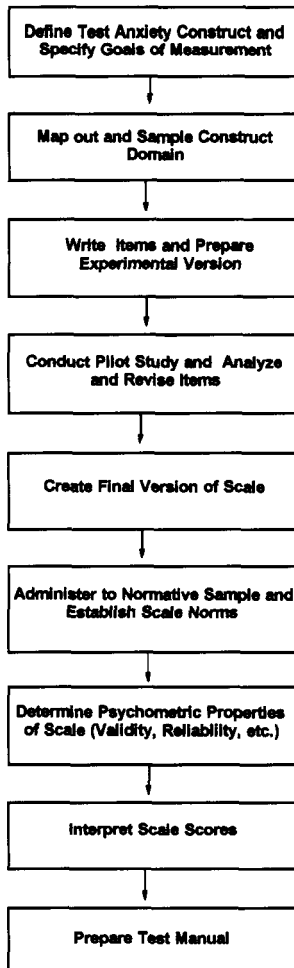 Define Test Anxiety Construct and
Specify Goals of Measurement
Map out and Sample Construct
Domain
Write Items and Prepare
Experimental Version
Conduct Pilot Study and Analyze
and Revise Items
Create Final Version of Scale
Administer to Normative Sample and
Establish Scale Norms
Determine Psychometric Properties
of Scale (Validity, Reliability, etc.)
Interpret Scale Scores
Prepare Test Manual